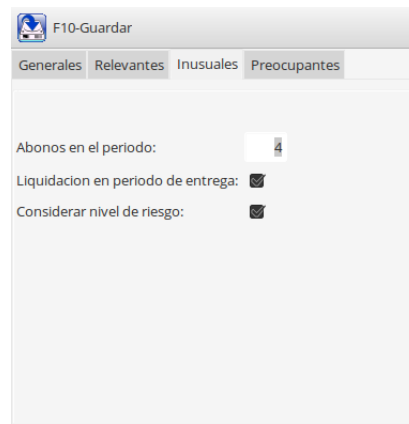 F10-Guardar
Generales Relevantes Inusuales Preocupantes
Abonos en el periodo: 4
Liquidacion en periodo de entrega:
Considerar nivel de riesgo: